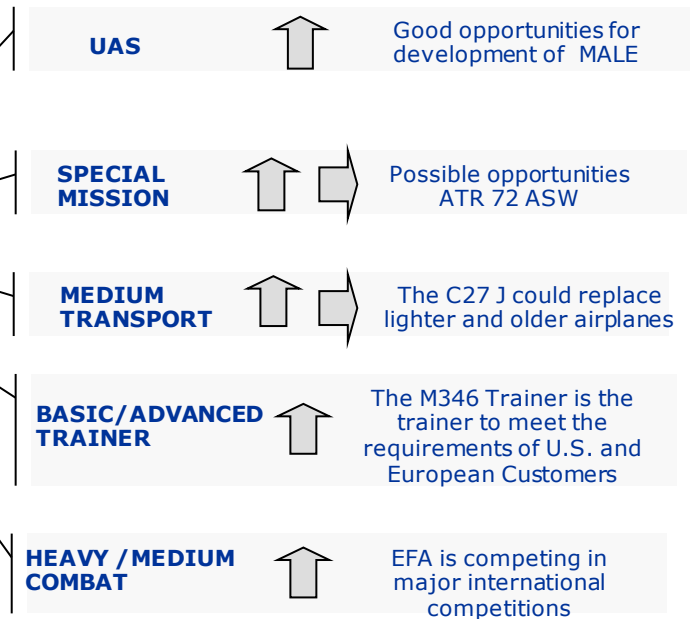 UAS
Good opportunities for
development of MALE
SPECIAL
MISSION
Possible opportunities
ATR 72 ASW
MEDIUM
TRANSPORT
The C27 J could replace
lighter and older airplanes
BASIC/ADVANCED
TRAINER
The M346 Trainer is the
trainer to meet the
requirements of U.S. and
European Customers
HEAVY / MEDIUM
COMBAT
EFA is competing in
major international
competitions